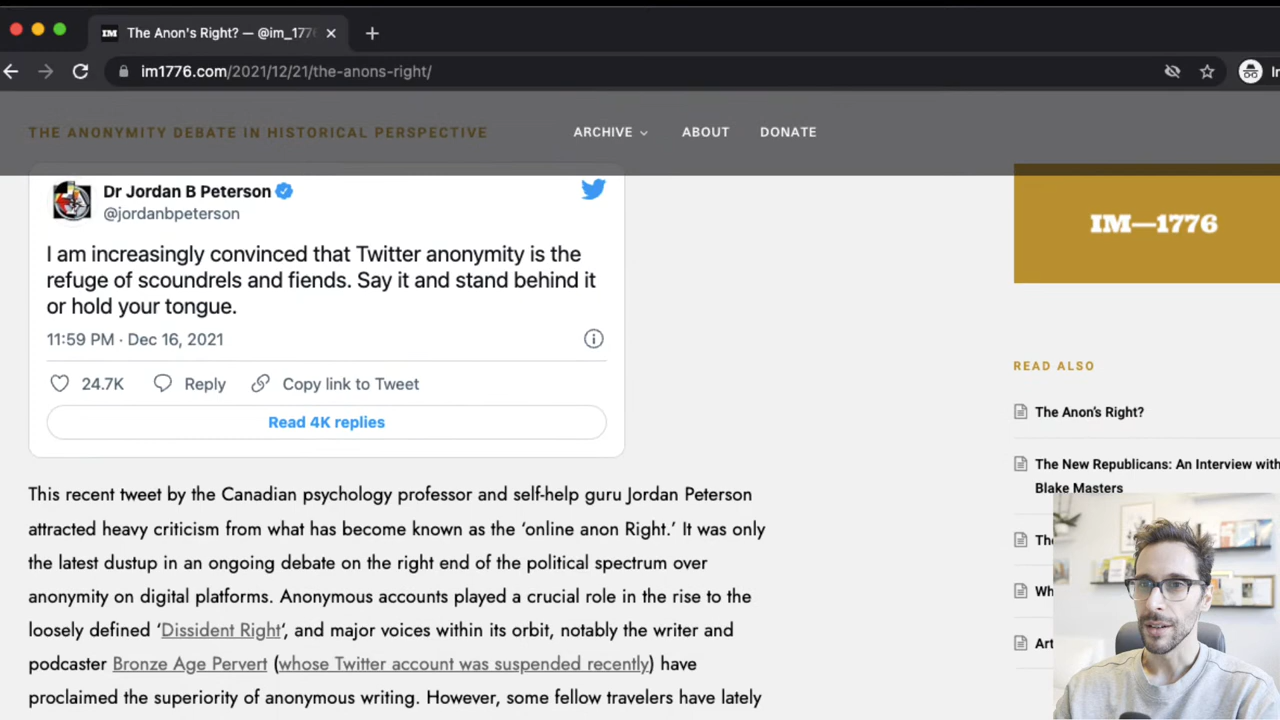 IM The Anon's Right? — @im_177
im1776.com/2021/12/21/the-anons-right/
THE ANONYMITY DEBATE IN HISTORICAL PERSPECTIVE
ARCHIVE ABOUT DONATE
Dr Jordan B Peterson
@jordanbpeterson
I am increasingly convinced that Twitter anonymity is the
refuge of scoundrels and fiends. Say it and stand behind it
or hold your tongue.
11:59 PM · Dec 16, 2021
24.7K Reply Copy link to Tweet
Read 4K replies
This recent tweet by the Canadian psychology professor and self-help guru Jordan Peterson
attracted heavy criticism from what has become known as the ‘online anon Right.’ It was only
the latest dustup in an ongoing debate on the right end of the political spectrum over
anonymity on digital platforms. Anonymous accounts played a crucial role in the rise to the
loosely defined ‘Dissident Right‘, and major voices within its orbit, notably the writer and
podcaster Bronze Age Pervert (whose Twitter account was suspended recently) have
proclaimed the superiority of anonymous writing. However, some fellow travelers have lately
IM—1776
READ ALSO
The Anon’s Right?
The New Republicans: An Interview with
Blake Masters